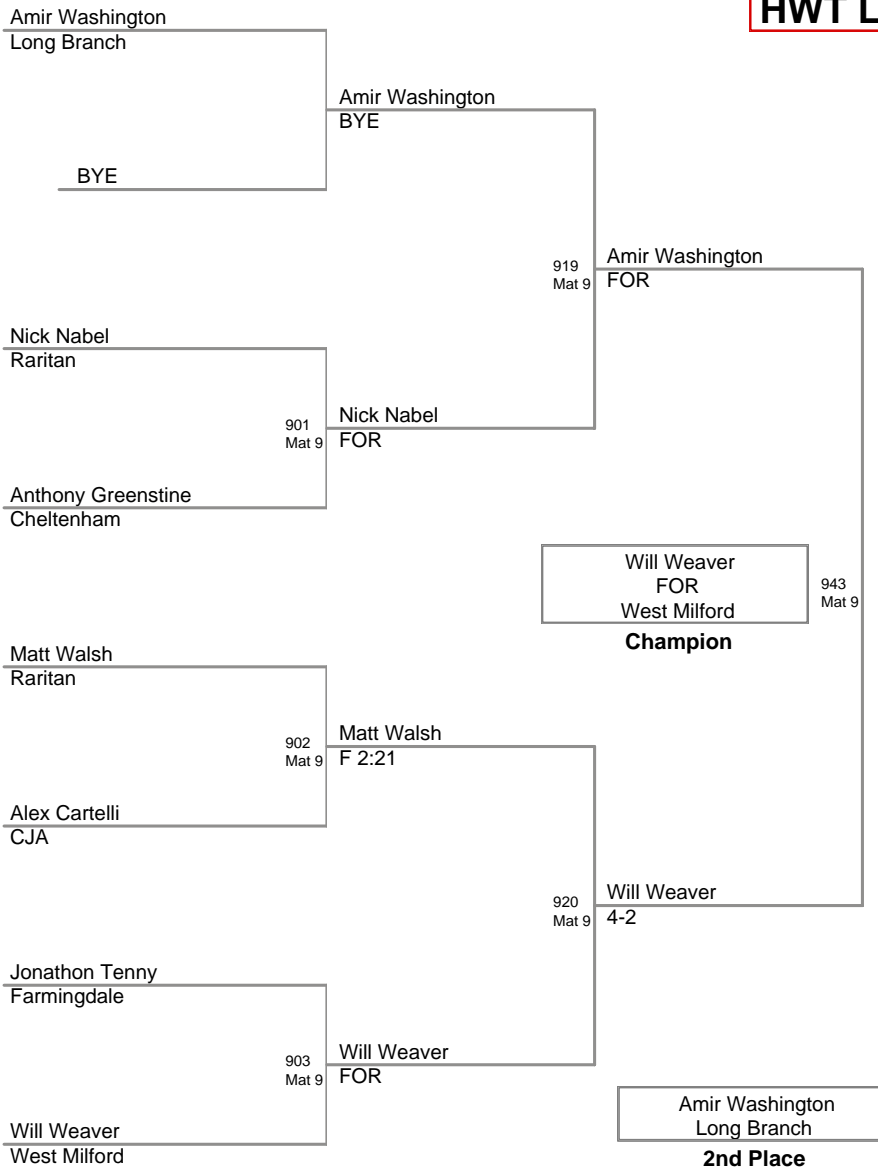 HWT L
Amir Washington
Long Branch
Amir Washington
BYE
BYE
919
Mat 9
Amir Washington
FOR
Nick Nabel
Raritan
901
Mat 9
Nick Nabel
FOR
Anthony Greenstine
Cheltenham
Will Weaver
FOR
West Milford
943
Mat 9
Champion
Matt Walsh
Raritan
902
Mat 9
Matt Walsh
F 2:21
Alex Cartelli
CJA
920
Mat 9
Will Weaver
4-2
Jonathon Tenny
Farmingdale
903
Mat 9
Will Weaver
FOR
Will Weaver
West Milford
Amir Washington
Long Branch
2nd Place